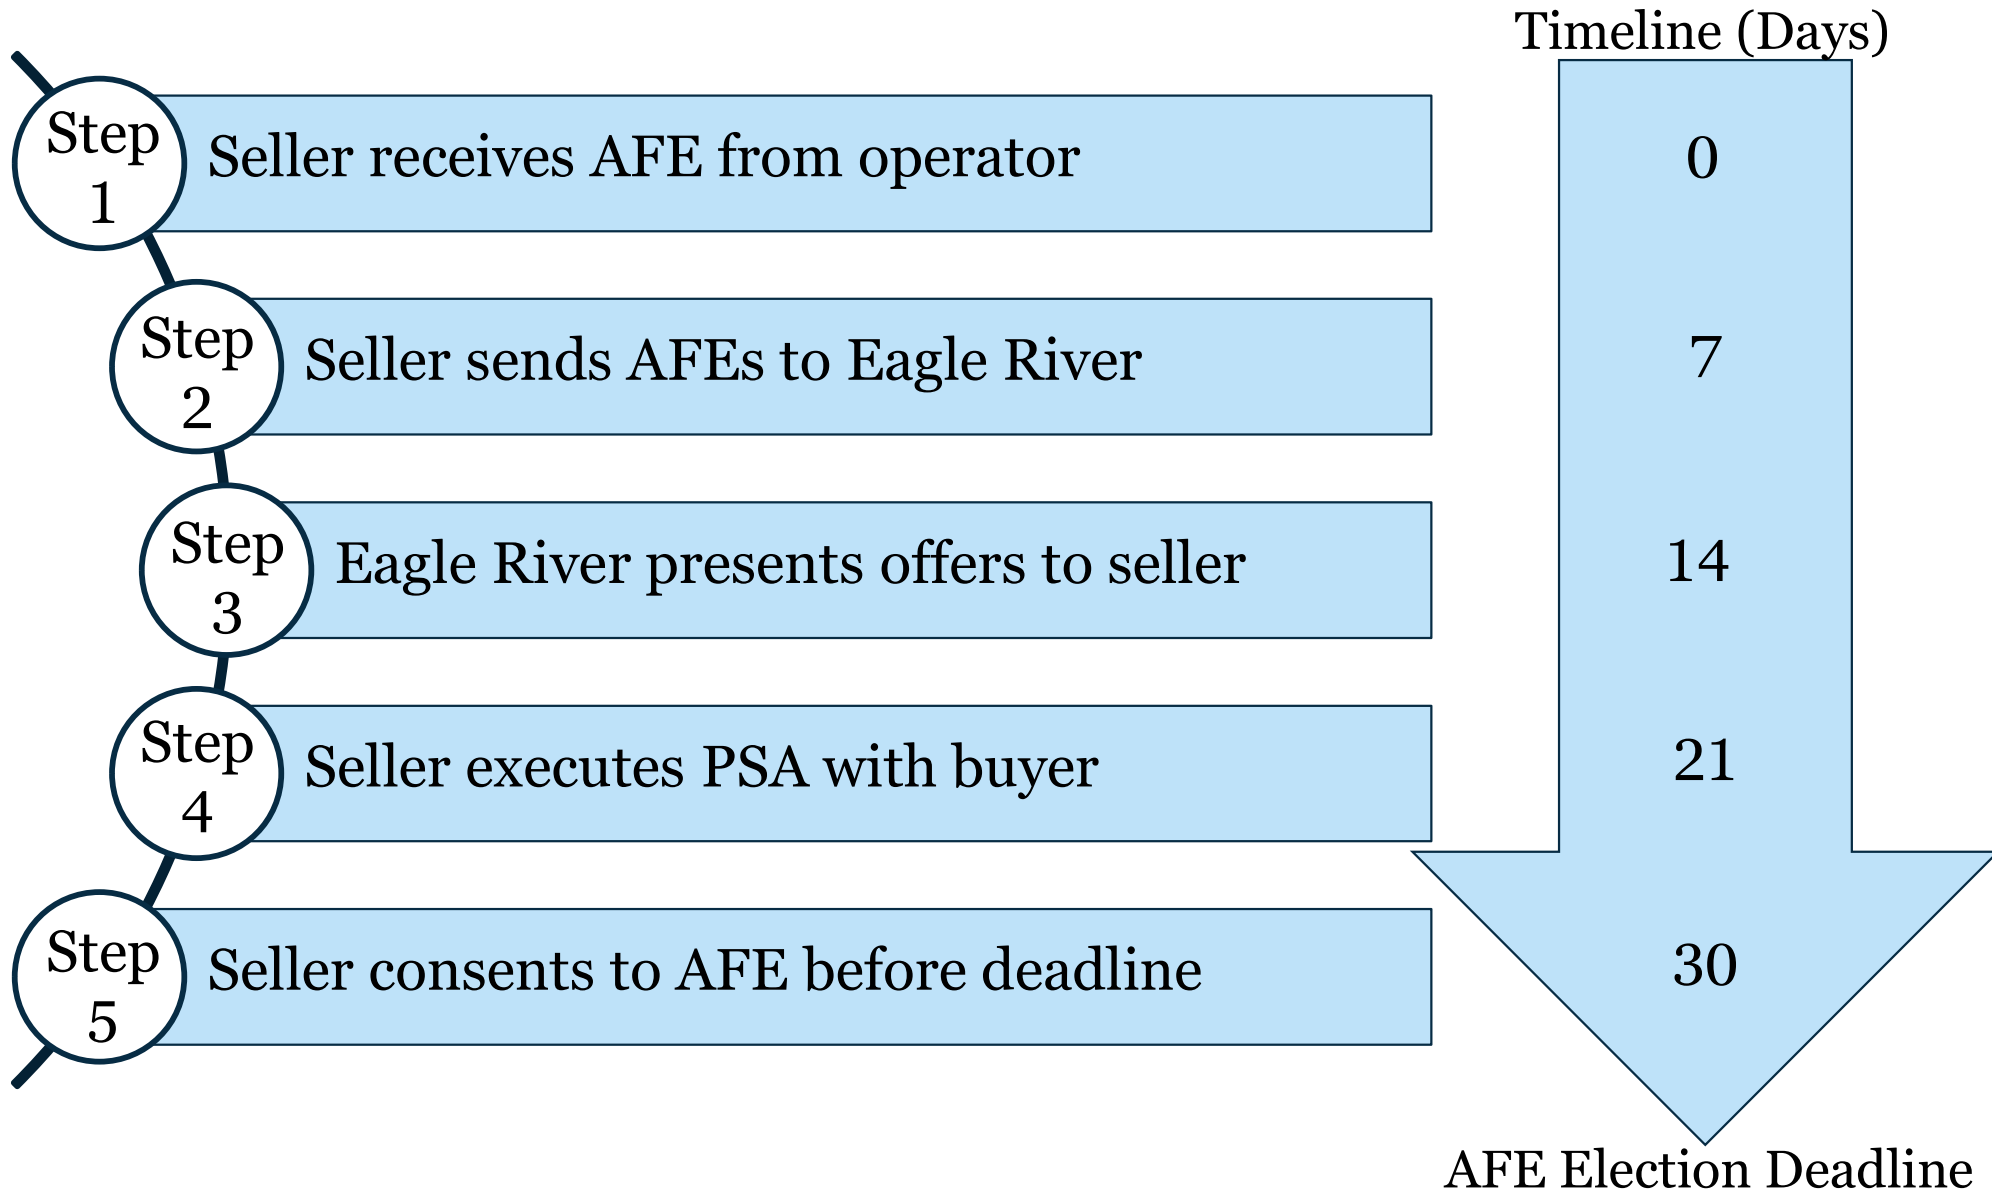 Timeline (Days)
Step
1
Seller receives AFE from operator
0
Step
2
Seller sends AFEs to Eagle River
7
Step
3
Eagle River presents offers to seller
14
Step
4
Seller executes PSA with buyer
21
Step
5
Seller consents to AFE before deadline
30
AFE Election Deadline